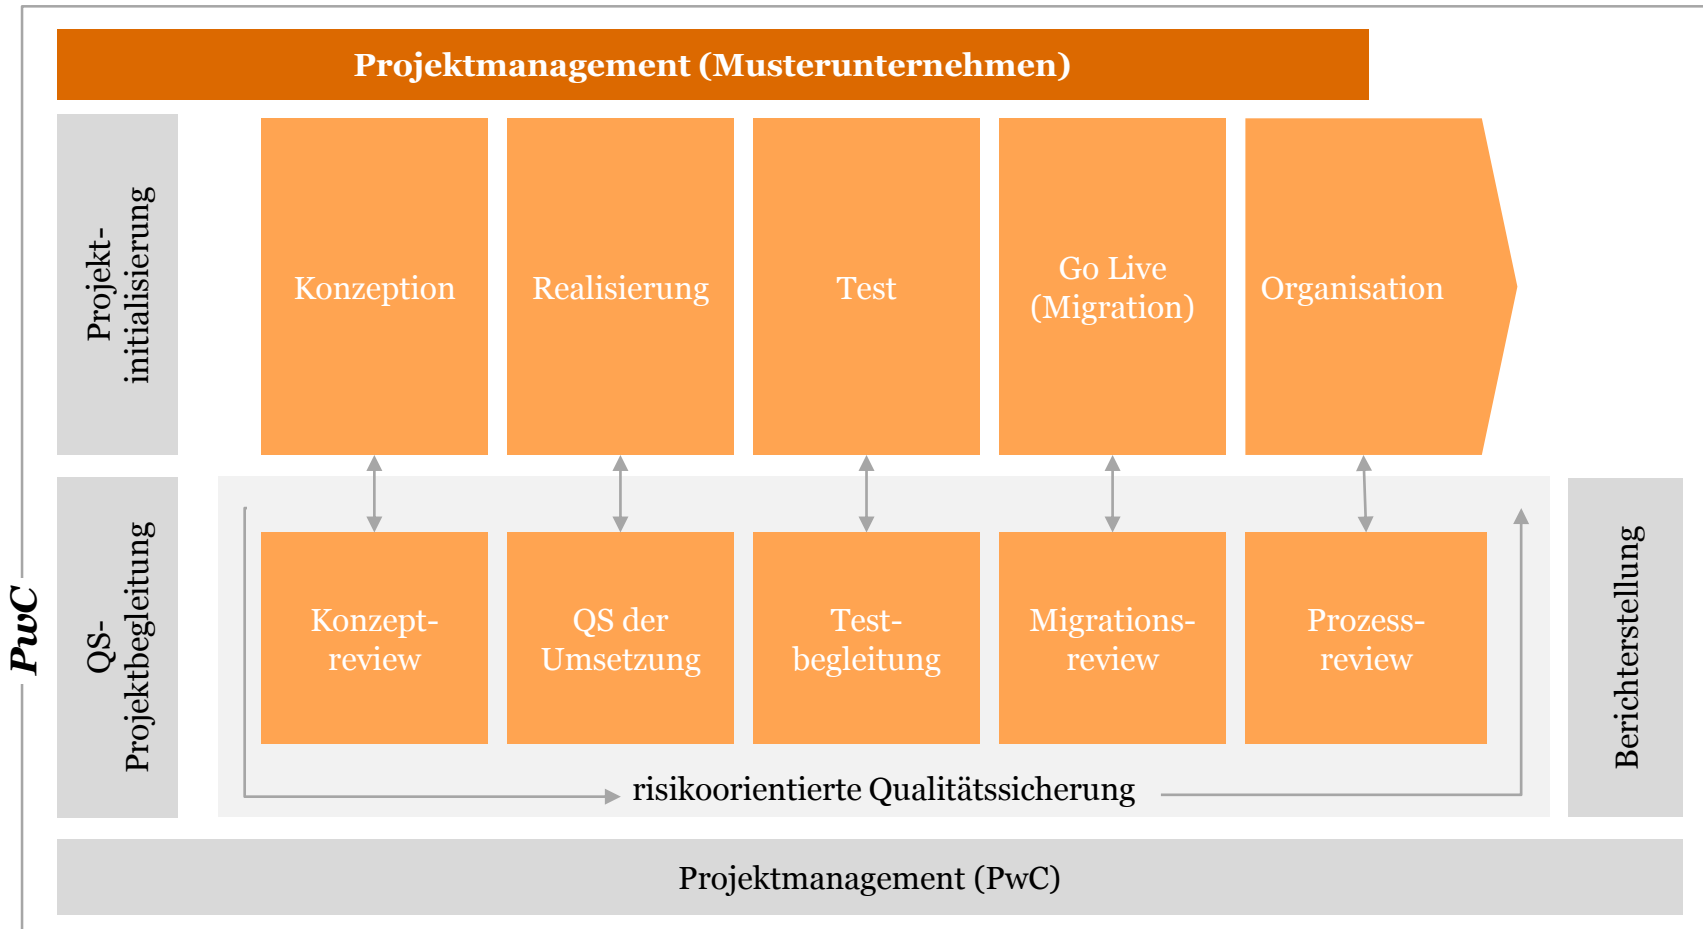 Projektmanagement (Musterunternehmen)
Projekt-
initialisierung
Konzeption
Realisierung
Test
Go Live
(Migration)
Organisation
PwC
QS-
Projektbegleitung
Konzept-
review
QS der
Umsetzung
Test-
begleitung
Migrations-
review
Prozess-
review
Berichterstellung
risikoorientierte Qualitätssicherung
Projektmanagement (PwC)